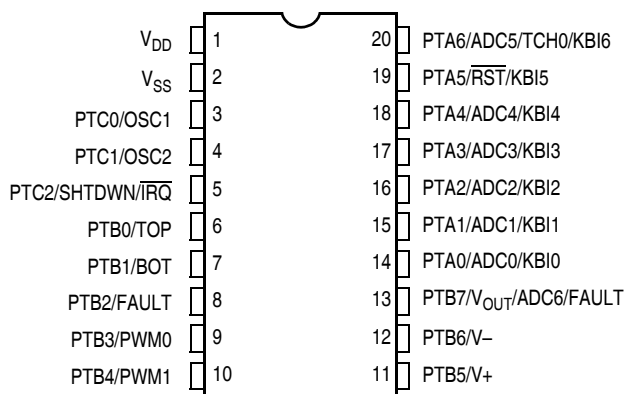 V_DD 1 20 PTA6/ADC5/TCH0/KBI6
V_SS 2 19 PTA5/R̅S̅T̅/KBI5
PTC0/OSC1 3 18 PTA4/ADC4/KBI4
PTC1/OSC2 4 17 PTA3/ADC3/KBI3
PTC2/SHTDWN/I̅R̅Q̅ 5 16 PTA2/ADC2/KBI2
PTB0/TOP 6 15 PTA1/ADC1/KBI1
PTB1/BOT 7 14 PTA0/ADC0/KBI0
PTB2/FAULT 8 13 PTB7/V_OUT/ADC6/FAULT
PTB3/PWM0 9 12 PTB6/V–
PTB4/PWM1 10 11 PTB5/V+